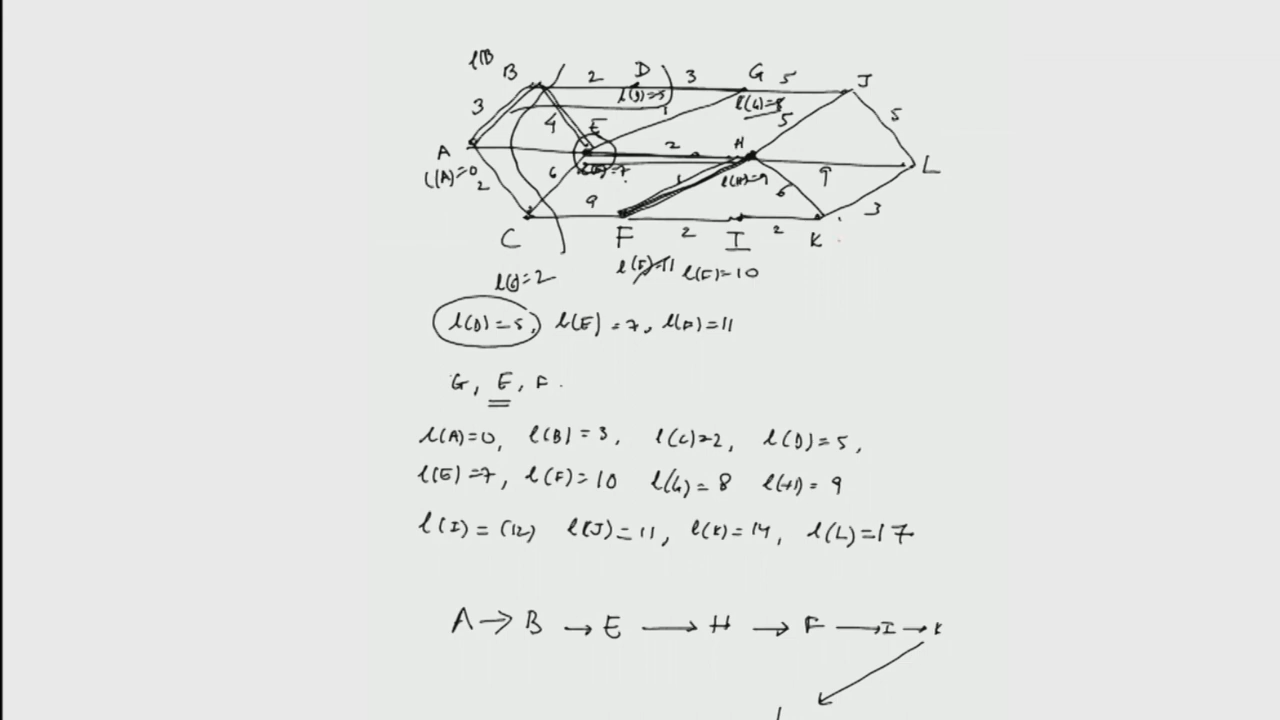 l(B
B 2 D 3 G 5 J
3 l(D)=5 l(G)=8
4 E 1 5 5
A 2 H L
l(A)=0 6 l(E)=7 1 l(H)=9 9
2 9 6 3
C F 2 I 2 K
l(F)=11 l(F)=10
l(C)=2
l(D)=5, l(E)=7, l(F)=11
G, E, F.
l(A)=0, l(B)=3, l(C)=2, l(D)=5,
l(E)=7, l(F)=10 l(G)=8 l(H)=9
l(I)=(12) l(J)=11, l(K)=14, l(L)=17
A → B → E → H → F → I → K